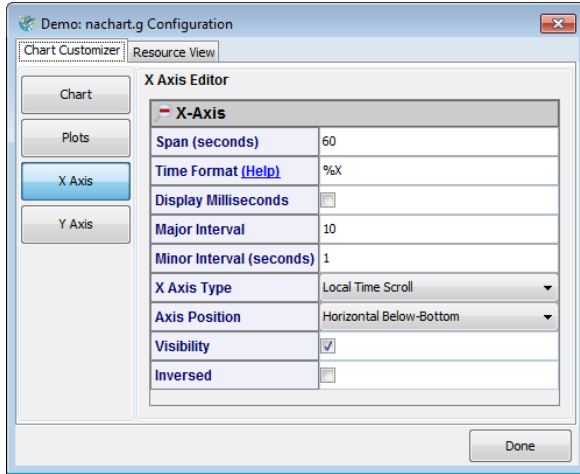 Demo: nachart.g Configuration
Chart Customizer Resource View
Chart
Plots
X Axis
Y Axis
X Axis Editor
X-Axis
Span (seconds) 60
Time Format (Help) %X
Display Milliseconds
Major Interval 10
Minor Interval (seconds) 1
X Axis Type Local Time Scroll
Axis Position Horizontal Below-Bottom
Visibility
Inversed
Done